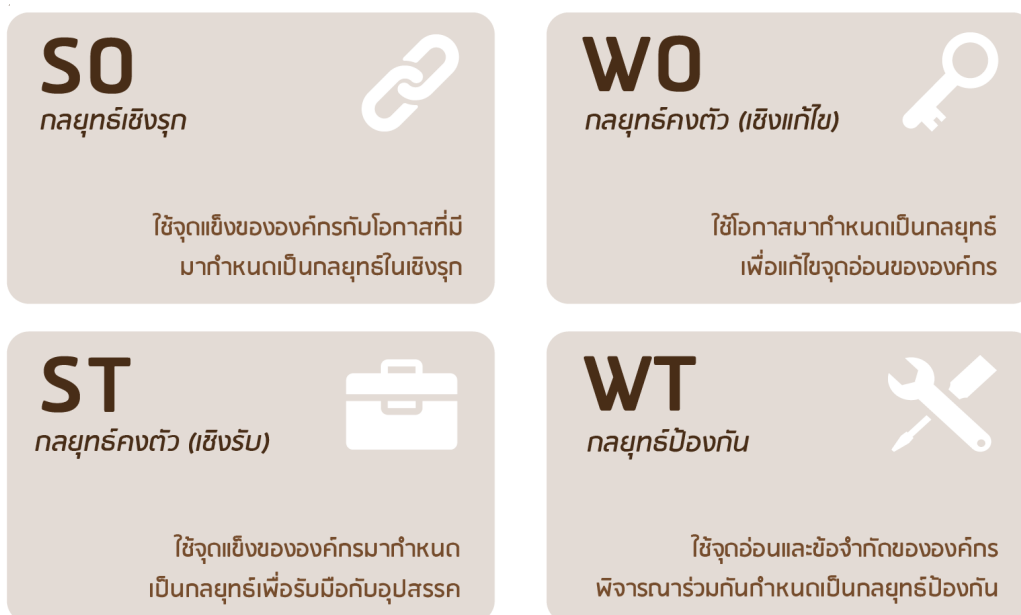 SO
กลยุทธ์เชิงรุก
ใช้จุดแข็งขององค์กรกับโอกาสที่มี
มากำหนดเป็นกลยุทธ์ในเชิงรุก
WO
กลยุทธ์คงตัว (เชิงแก้ไข)
ใช้โอกาสมากำหนดเป็นกลยุทธ์
เพื่อแก้ไขจุดอ่อนขององค์กร
ST
กลยุทธ์คงตัว (เชิงรับ)
ใช้จุดแข็งขององค์กรมากำหนด
เป็นกลยุทธ์เพื่อรับมือกับอุปสรรค
WT
กลยุทธ์ป้องกัน
ใช้จุดอ่อนและข้อจำกัดขององค์กร
พิจารณาร่วมกันกำหนดเป็นกลยุทธ์ป้องกัน